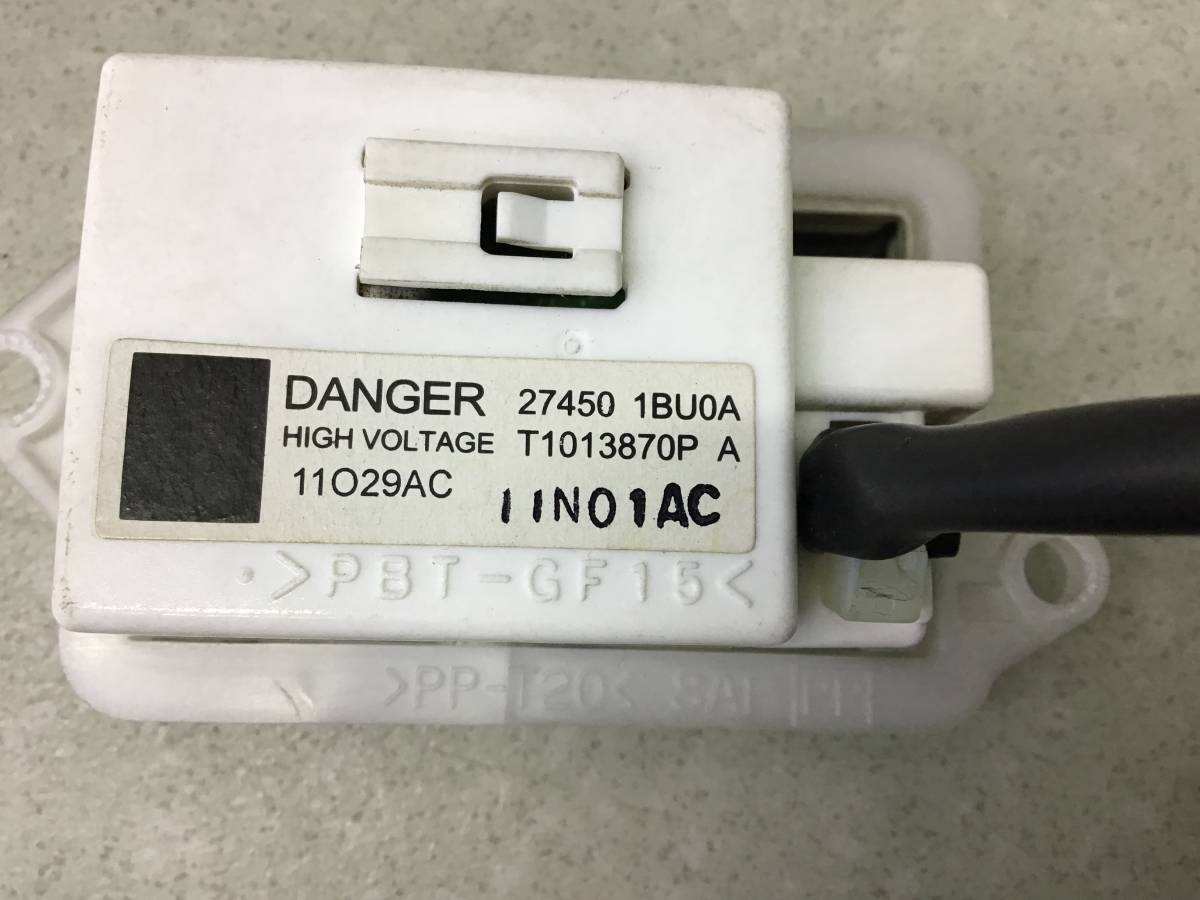 DANGER 27450 1BU0A
HIGH VOLTAGE T1013870P A
11O29AC 11N01AC
>PBT-GF15<
>PP-T20<